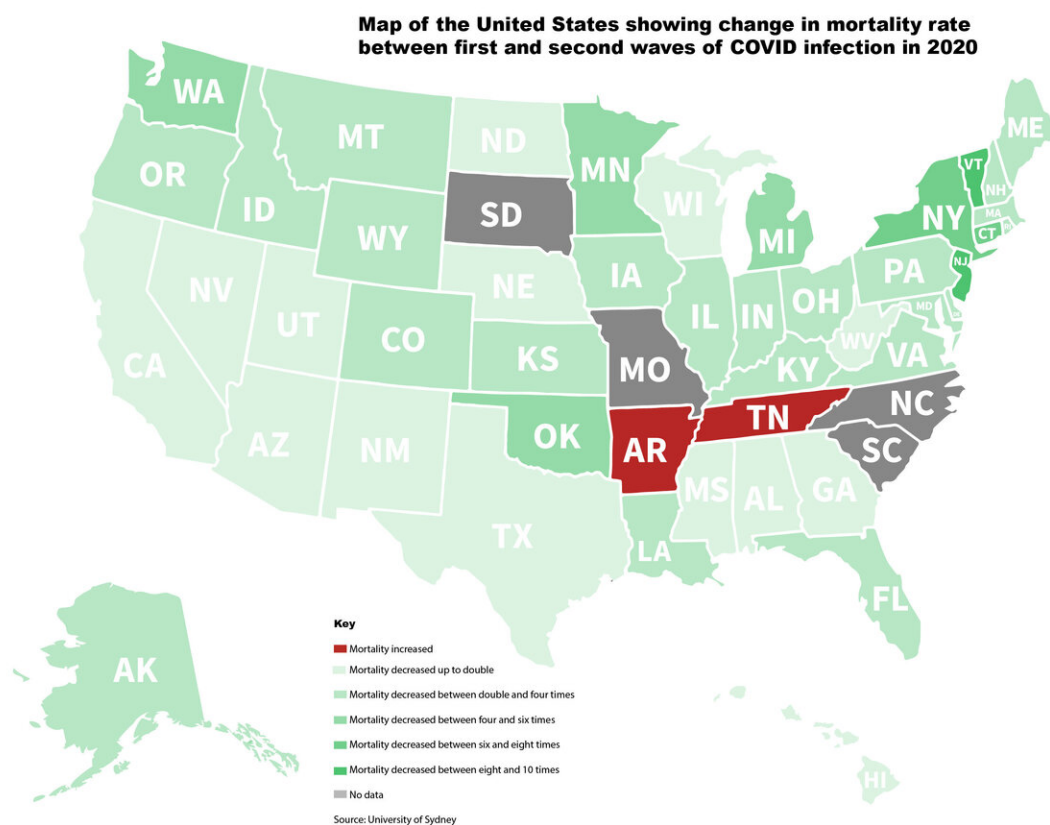 Map of the United States showing change in mortality rate
between first and second waves of COVID infection in 2020
WA
MT
ND
MN
ME
OR
ID
SD
WI
VT
NH
WY
MI
NY
MA
CT
NV
UT
NE
IA
PA
NJ
CA
CO
KS
IL
IN
OH
MD
WV
VA
MO
KY
AZ
NM
OK
AR
TN
NC
SC
TX
LA
MS
AL
GA
FL
AK
HI
Key
Mortality increased
Mortality decreased up to double
Mortality decreased between double and four times
Mortality decreased between four and six times
Mortality decreased between six and eight times
Mortality decreased between eight and 10 times
No data
Source: University of Sydney